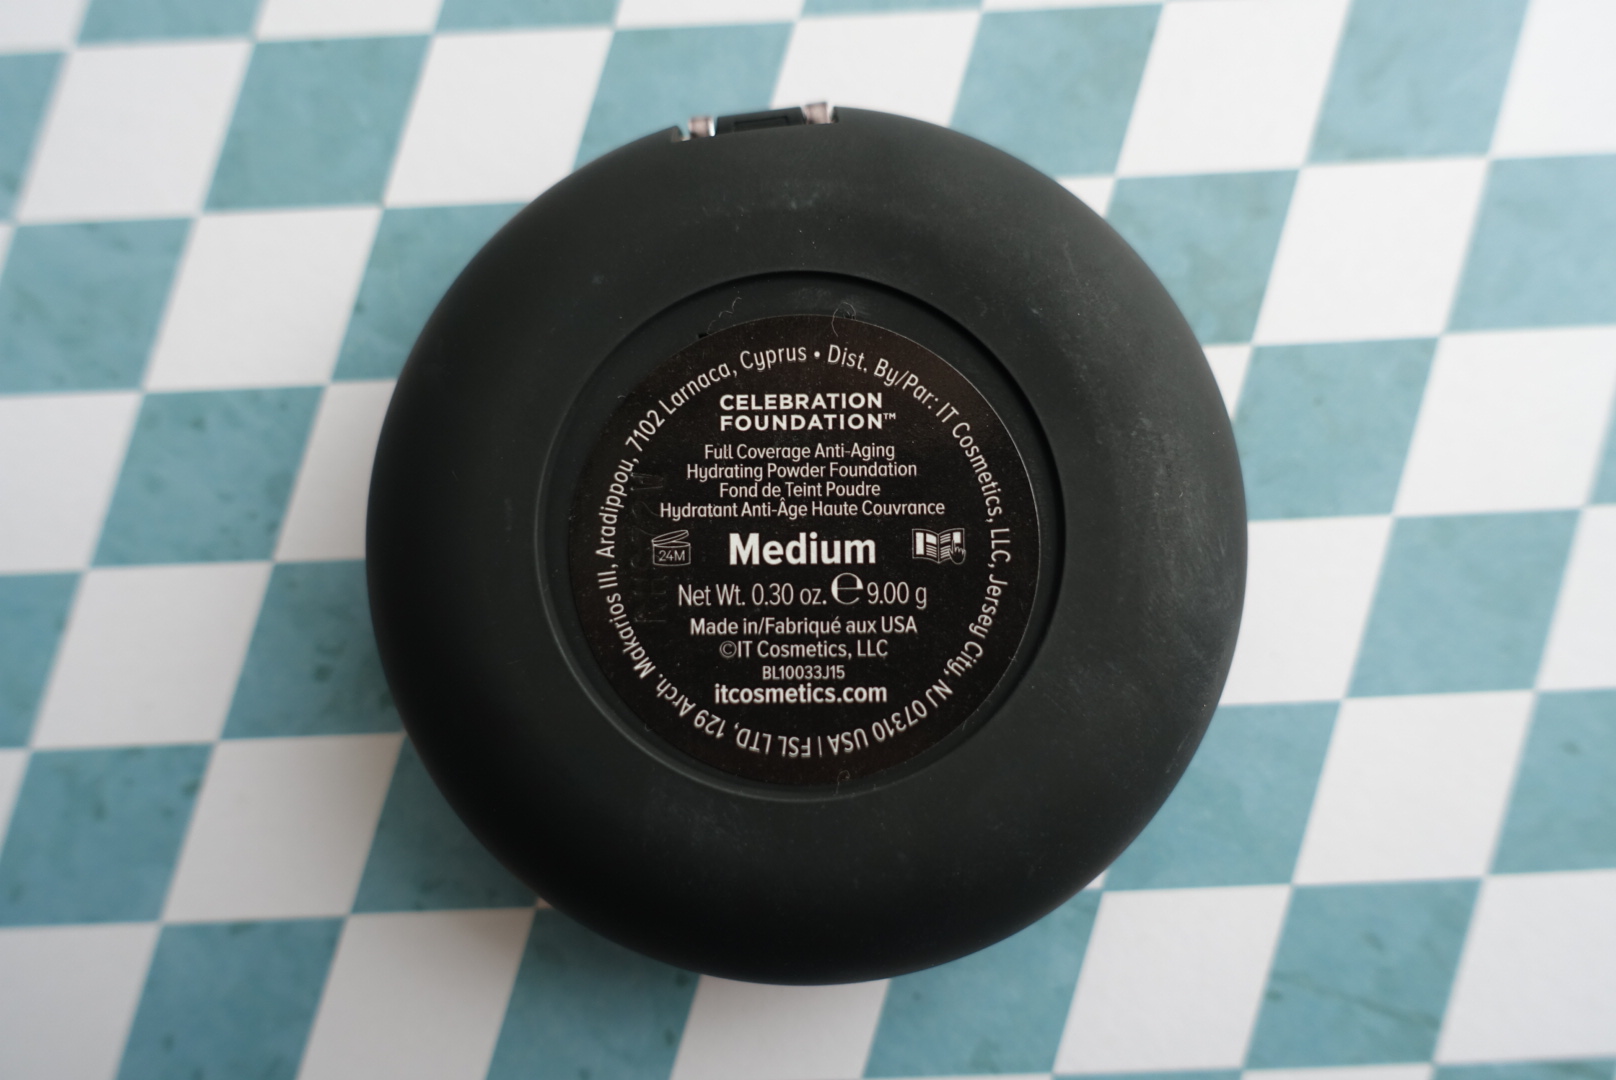 Dist. By/Par: IT Cosmetics, LLC, Jersey City, NJ 07310 USA | FSL LTD, 129 Arch. Makarios III, Aradippou, 7102 Larnaca, Cyprus •
CELEBRATION
FOUNDATION™
Full Coverage Anti-Aging
Hydrating Powder Foundation
Fond de Teint Poudre
Hydratant Anti-Âge Haute Couvrance
24M
Medium
Net Wt. 0.30 oz. ℮ 9.00 g
Made in/Fabriqué aux USA
©IT Cosmetics, LLC
BL10033J15
itcosmetics.com